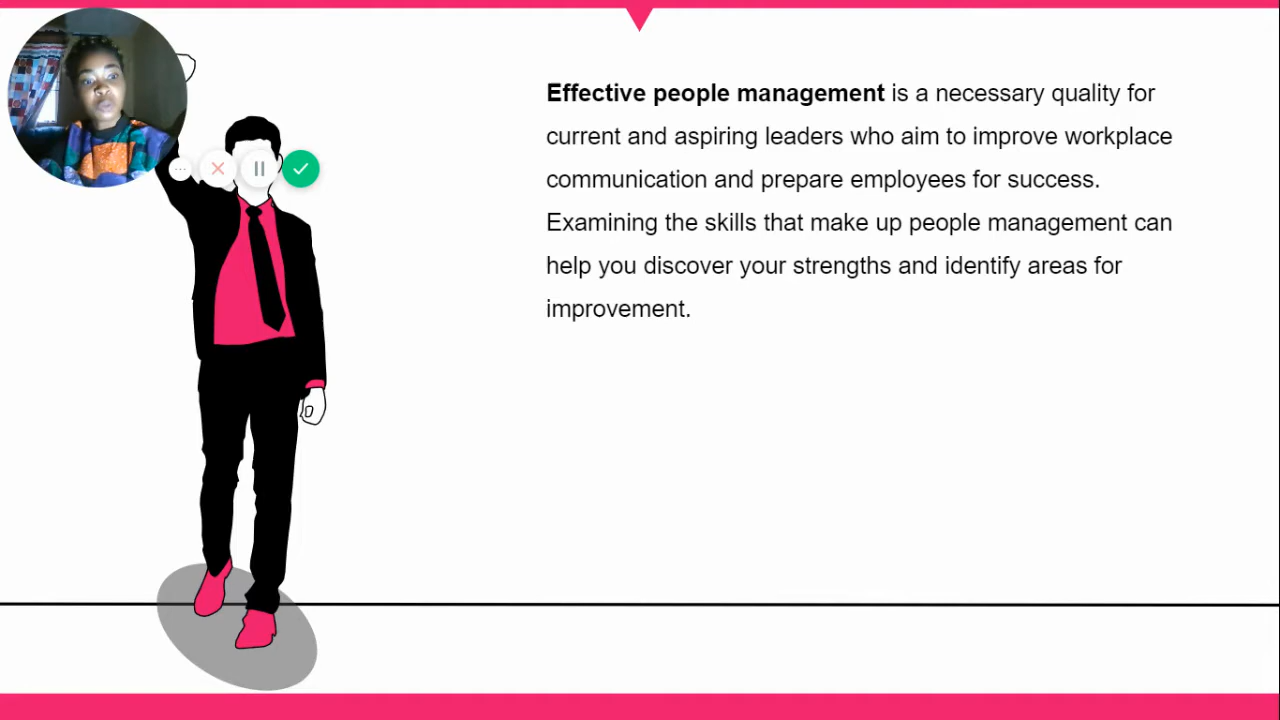 Effective people management is a necessary quality for
current and aspiring leaders who aim to improve workplace
communication and prepare employees for success.
Examining the skills that make up people management can
help you discover your strengths and identify areas for
improvement.